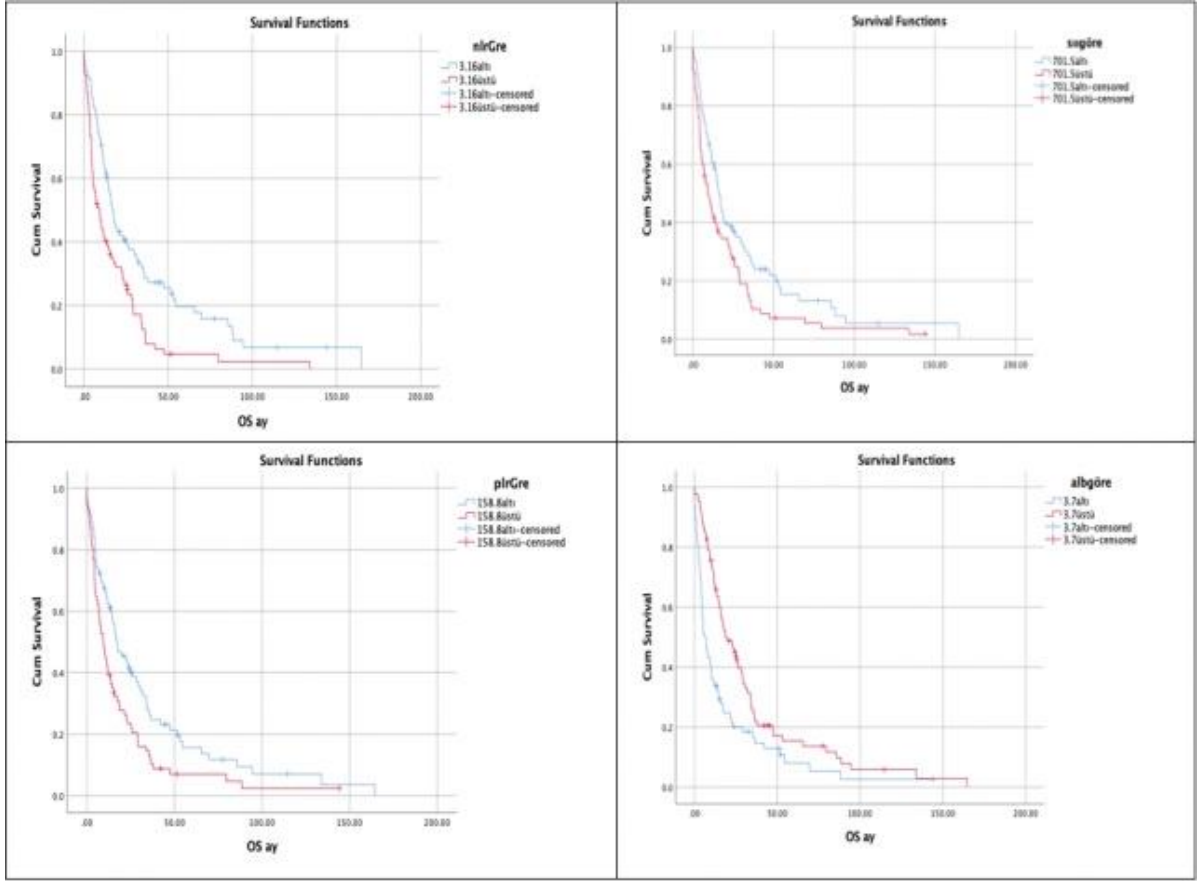 Survival Functions
nlrGre
3.16altı
3.16üstü
3.16altı-censored
3.16üstü-censored
1.0
0.8
0.6
0.4
0.2
0.0
Cum Survival
.00 50.00 100.00 150.00 200.00
OS ay
Survival Functions
sugöre
701.5altı
701.5üstü
701.5altı-censored
701.5üstü-censored
1.0
0.8
0.6
0.4
0.2
0.0
Cum Survival
.00 50.00 100.00 150.00 200.00
OS ay
Survival Functions
plrGre
158.8altı
158.8üstü
158.8altı-censored
158.8üstü-censored
1.0
0.8
0.6
0.4
0.2
0.0
Cum Survival
.00 50.00 100.00 150.00 200.00
OS ay
Survival Functions
albgöre
3.7altı
3.7üstü
3.7altı-censored
3.7üstü-censored
1.0
0.8
0.6
0.4
0.2
0.0
Cum Survival
.00 50.00 100.00 150.00 200.00
OS ay